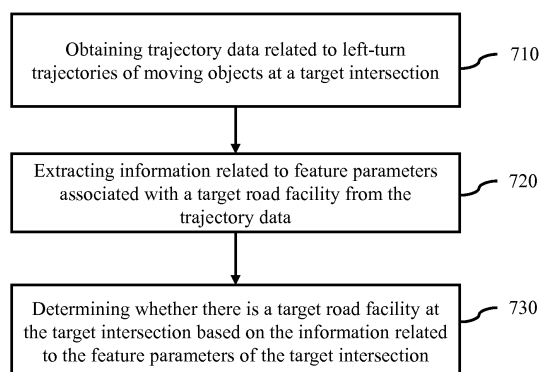 Obtaining trajectory data related to left-turn
trajectories of moving objects at a target intersection
710
Extracting information related to feature parameters
associated with a target road facility from the
trajectory data
720
Determining whether there is a target road facility at
the target intersection based on the information related
to the feature parameters of the target intersection
730